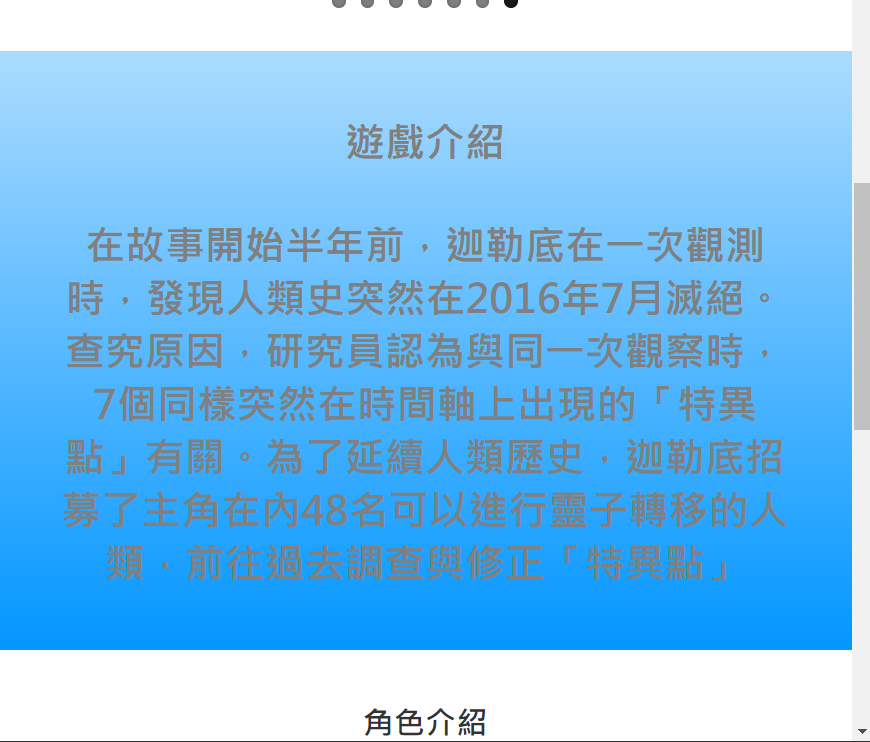 遊戲介紹
在故事開始半年前，迦勒底在一次觀測
時，發現人類史突然在2016年7月滅絕。
查究原因，研究員認為與同一次觀察時，
7個同樣突然在時間軸上出現的「特異
點」有關。為了延續人類歷史，迦勒底招
募了主角在內48名可以進行靈子轉移的人
類，前往過去調查與修正「特異點」
角色介紹